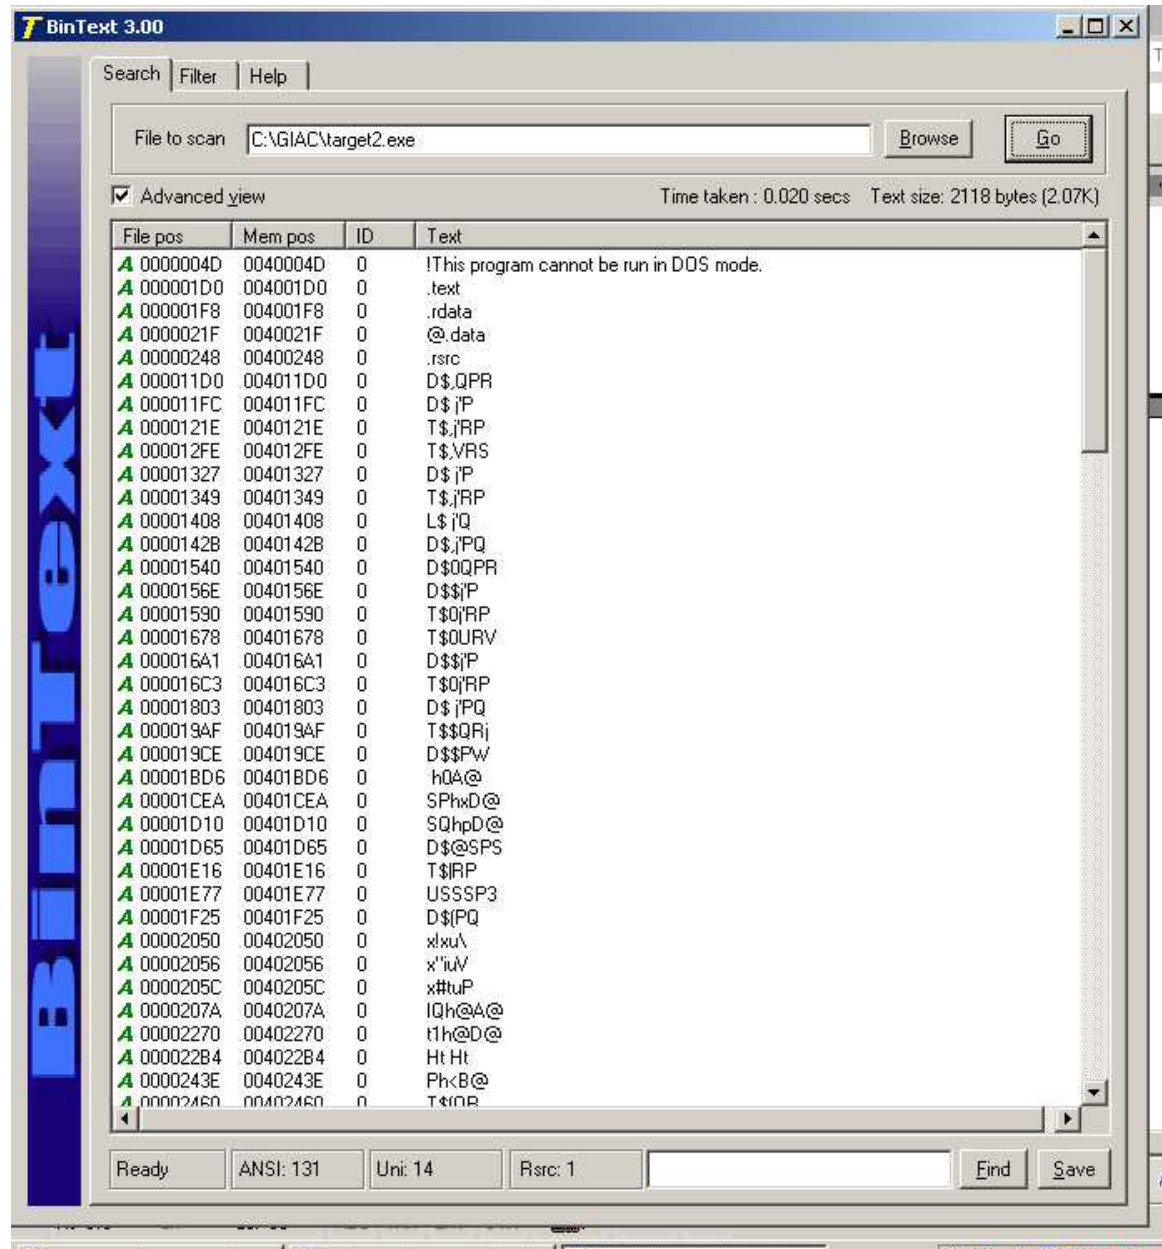 BinText 3.00
Search Filter Help
File to scan C:\GIAC\target2.exe Browse Go
Advanced view Time taken : 0.020 secs Text size: 2118 bytes (2.07K)
File pos Mem pos ID Text
A 0000004D 0040004D 0 !This program cannot be run in DOS mode.
A 000001D0 004001D0 0 .text
A 000001F8 004001F8 0 .rdata
A 0000021F 0040021F 0 @.data
A 00000248 00400248 0 .rsrc
A 000011D0 004011D0 0 D$,QPR
A 000011FC 004011FC 0 D$ j'P
A 0000121E 0040121E 0 T$,j'RP
A 000012FE 004012FE 0 T$,VRS
A 00001327 00401327 0 D$ j'P
A 00001349 00401349 0 T$,j'RP
A 00001408 00401408 0 L$ j'Q
A 0000142B 0040142B 0 D$,j'PQ
A 00001540 00401540 0 D$0QPR
A 0000156E 0040156E 0 D$$j'P
A 00001590 00401590 0 T$0j'RP
A 00001678 00401678 0 T$0URV
A 000016A1 004016A1 0 D$$j'P
A 000016C3 004016C3 0 T$0j'RP
A 00001803 00401803 0 D$ j'PQ
A 000019AF 004019AF 0 T$$QRj
A 000019CE 004019CE 0 D$$PW
A 00001BD6 00401BD6 0 h0A@
A 00001CEA 00401CEA 0 SPhxD@
A 00001D10 00401D10 0 SQhpD@
A 00001D65 00401D65 0 D$@SPS
A 00001E16 00401E16 0 T$|RP
A 00001E77 00401E77 0 USSSP3
A 00001F25 00401F25 0 D$(PQ
A 00002050 00402050 0 x!xu\
A 00002056 00402056 0 x"iuV
A 0000205C 0040205C 0 x#tuP
A 0000207A 0040207A 0 IQh@A@
A 00002270 00402270 0 t1h@D@
A 000022B4 004022B4 0 Ht Ht
A 0000243E 0040243E 0 Ph<B@
A 00002460 00402460 0
Ready ANSI: 131 Uni: 14 Rsrc: 1 Find Save
BinText